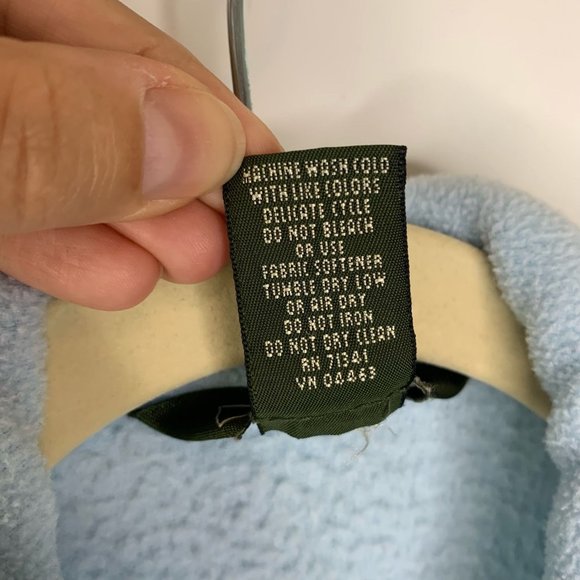 MACHINE WASH COLD
WITH LIKE COLORS
DELICATE CYCLE
DO NOT BLEACH
OR USE
FABRIC SOFTENER
TUMBLE DRY LOW
OR AIR DRY
DO NOT IRON
DO NOT DRY CLEAN
RN 71341
VN 04463